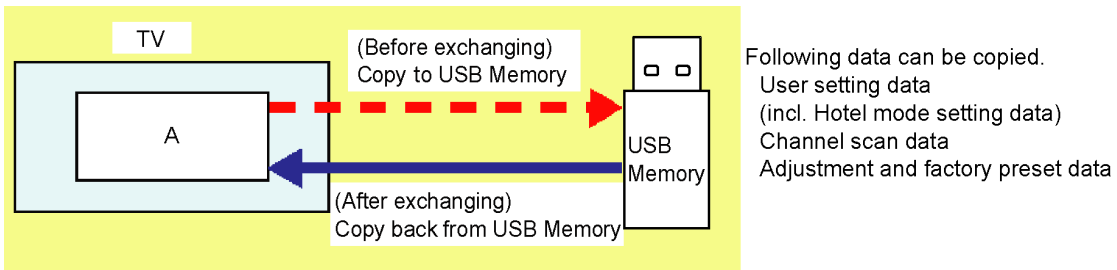 TV
A
(Before exchanging)
Copy to USB Memory
(After exchanging)
Copy back from USB Memory
USB
Memory
Following data can be copied.
User setting data
(incl. Hotel mode setting data)
Channel scan data
Adjustment and factory preset data